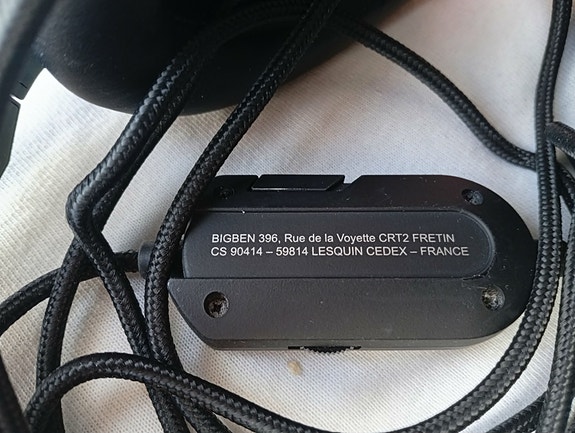 BIGBEN 396, Rue de la Voyette CRT2 FRETIN
CS 90414 – 59814 LESQUIN CEDEX – FRANCE